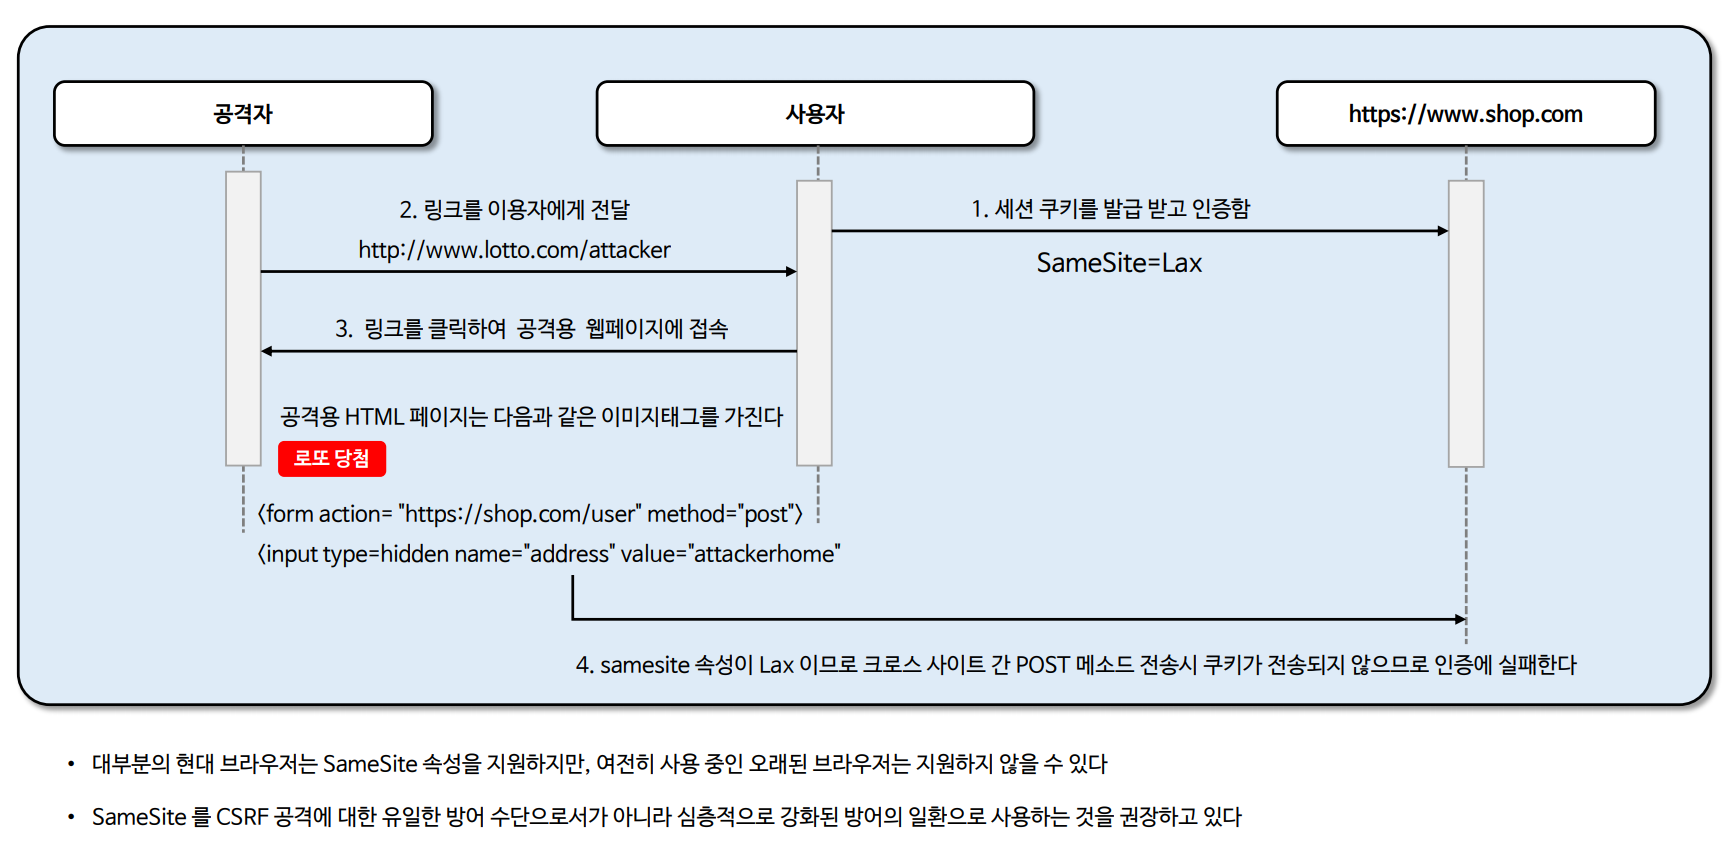 공격자
사용자
https://www.shop.com
2. 링크를 이용자에게 전달
http://www.lotto.com/attacker
1. 세션 쿠키를 발급 받고 인증함
SameSite=Lax
3. 링크를 클릭하여 공격용 웹페이지에 접속
공격용 HTML 페이지는 다음과 같은 이미지태그를 가진다
로또 당첨
<form action= "https://shop.com/user" method="post">
<input type=hidden name="address" value="attackerhome"
4. samesite 속성이 Lax 이므로 크로스 사이트 간 POST 메소드 전송시 쿠키가 전송되지 않으므로 인증에 실패한다
• 대부분의 현대 브라우저는 SameSite 속성을 지원하지만, 여전히 사용 중인 오래된 브라우저는 지원하지 않을 수 있다
• SameSite 를 CSRF 공격에 대한 유일한 방어 수단으로서가 아니라 심층적으로 강화된 방어의 일환으로 사용하는 것을 권장하고 있다